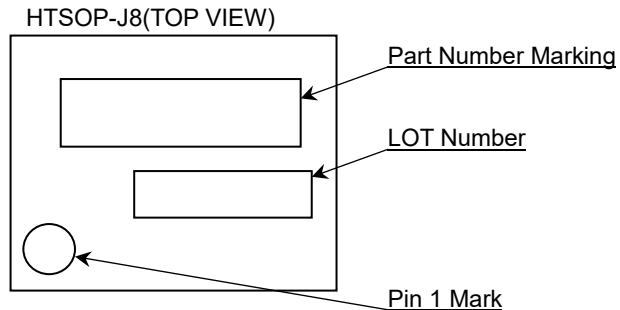 HTSOP-J8(TOP VIEW)
Part Number Marking
LOT Number
Pin 1 Mark